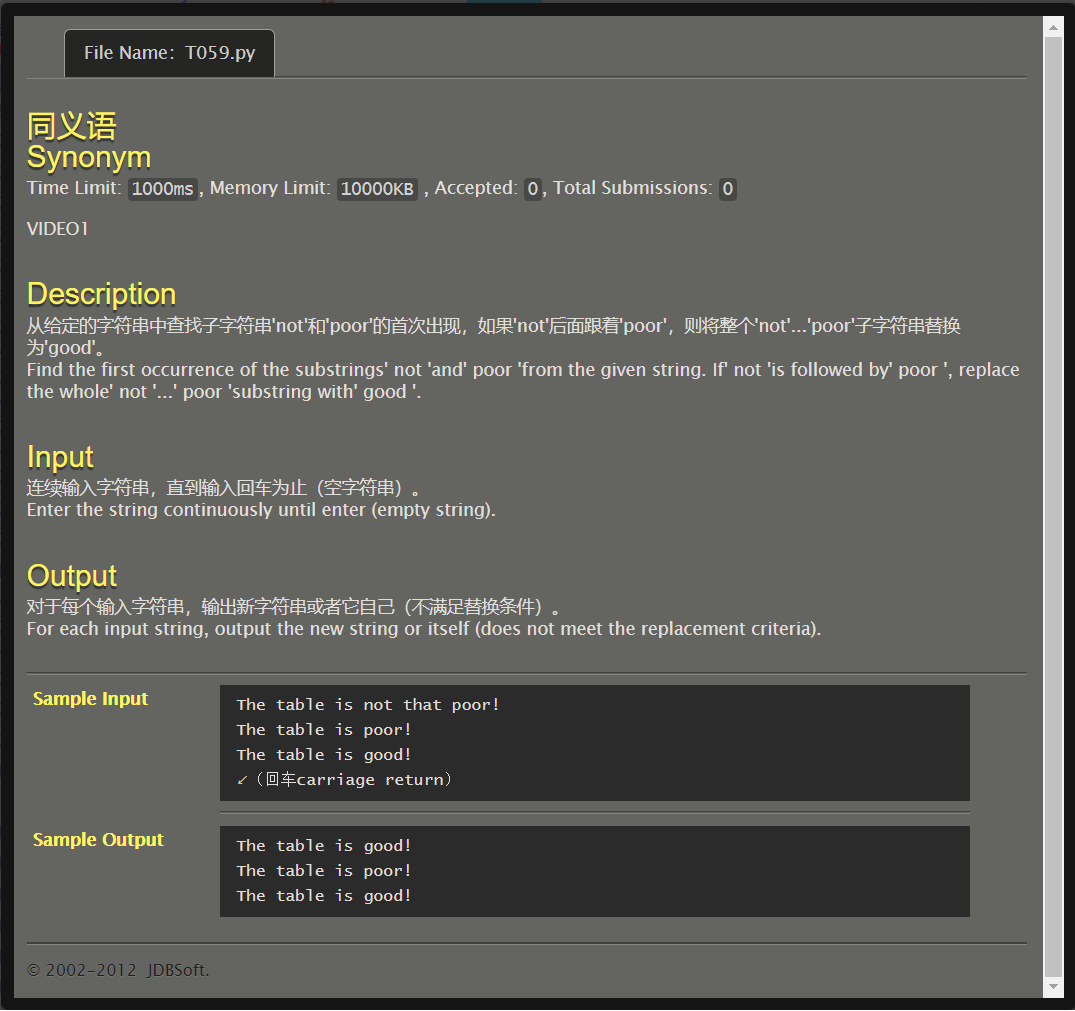 File Name：T059.py
同义语
Synonym
Time Limit: 1000ms, Memory Limit: 10000KB , Accepted: 0, Total Submissions: 0
VIDEO1
Description
从给定的字符串中查找子字符串'not'和'poor'的首次出现，如果'not'后面跟着'poor'，则将整个'not'...'poor'子字符串替换
为'good'。
Find the first occurrence of the substrings' not 'and' poor 'from the given string. If' not 'is followed by' poor ', replace
the whole' not '...' poor 'substring with' good '.
Input
连续输入字符串，直到输入回车为止（空字符串）。
Enter the string continuously until enter (empty string).
Output
对于每个输入字符串，输出新字符串或者它自己（不满足替换条件）。
For each input string, output the new string or itself (does not meet the replacement criteria).
Sample Input
The table is not that poor!
The table is poor!
The table is good!
↙（回车carriage return）
Sample Output
The table is good!
The table is poor!
The table is good!
© 2002-2012 JDBSoft.